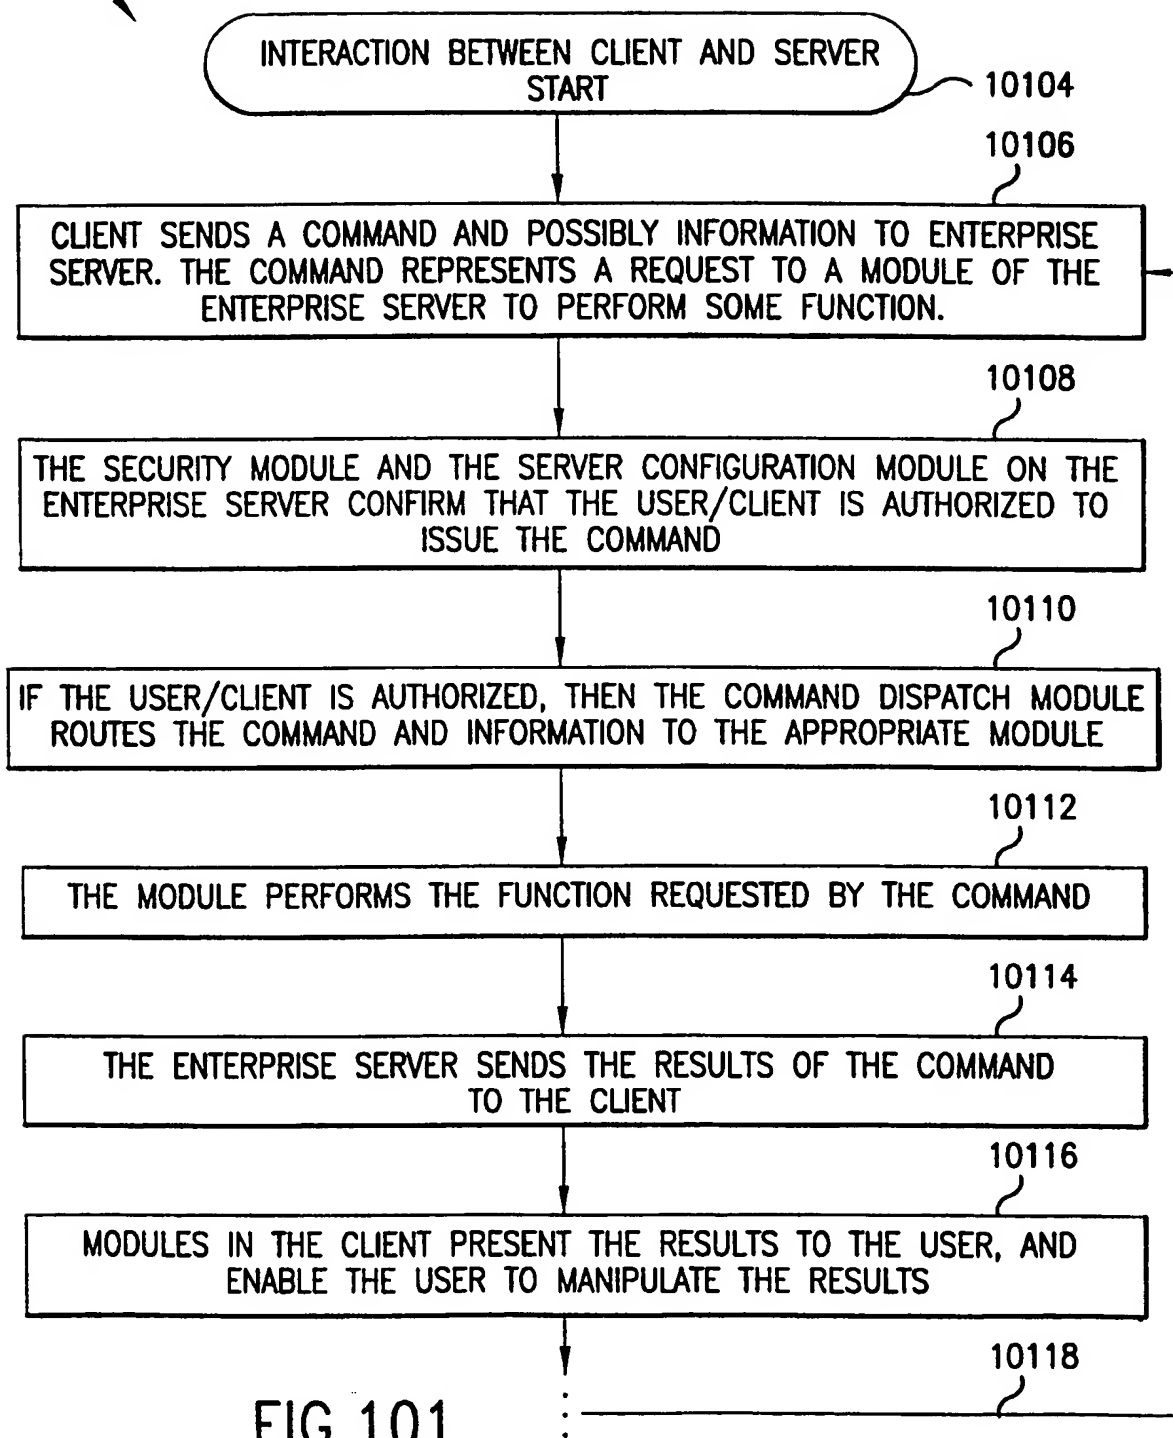 INTERACTION BETWEEN CLIENT AND SERVER
START
10104
10106
CLIENT SENDS A COMMAND AND POSSIBLY INFORMATION TO ENTERPRISE
SERVER. THE COMMAND REPRESENTS A REQUEST TO A MODULE OF THE
ENTERPRISE SERVER TO PERFORM SOME FUNCTION.
10108
THE SECURITY MODULE AND THE SERVER CONFIGURATION MODULE ON THE
ENTERPRISE SERVER CONFIRM THAT THE USER/CLIENT IS AUTHORIZED TO
ISSUE THE COMMAND
10110
IF THE USER/CLIENT IS AUTHORIZED, THEN THE COMMAND DISPATCH MODULE
ROUTES THE COMMAND AND INFORMATION TO THE APPROPRIATE MODULE
10112
THE MODULE PERFORMS THE FUNCTION REQUESTED BY THE COMMAND
10114
THE ENTERPRISE SERVER SENDS THE RESULTS OF THE COMMAND
TO THE CLIENT
10116
MODULES IN THE CLIENT PRESENT THE RESULTS TO THE USER, AND
ENABLE THE USER TO MANIPULATE THE RESULTS
10118
FIG 101